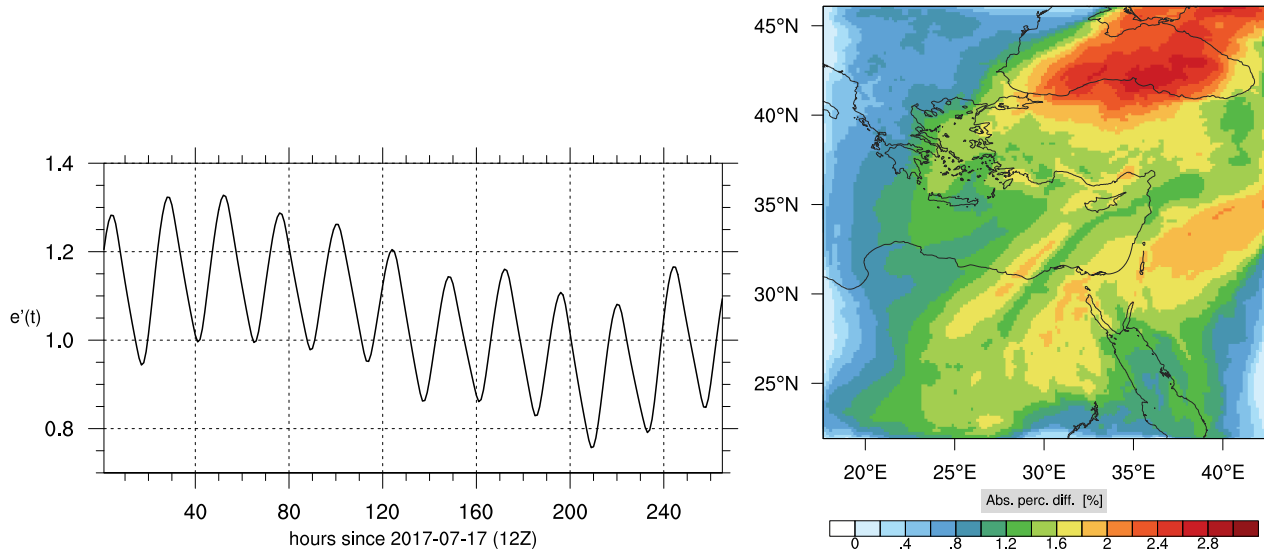 1.4
1.2
1.0
0.8
e'(t)
40 80 120 160 200 240
hours since 2017-07-17 (12Z)
45°N
40°N
35°N
30°N
25°N
20°E 25°E 30°E 35°E 40°E
Abs. perc. diff. [%]
0 .4 .8 1.2 1.6 2 2.4 2.8